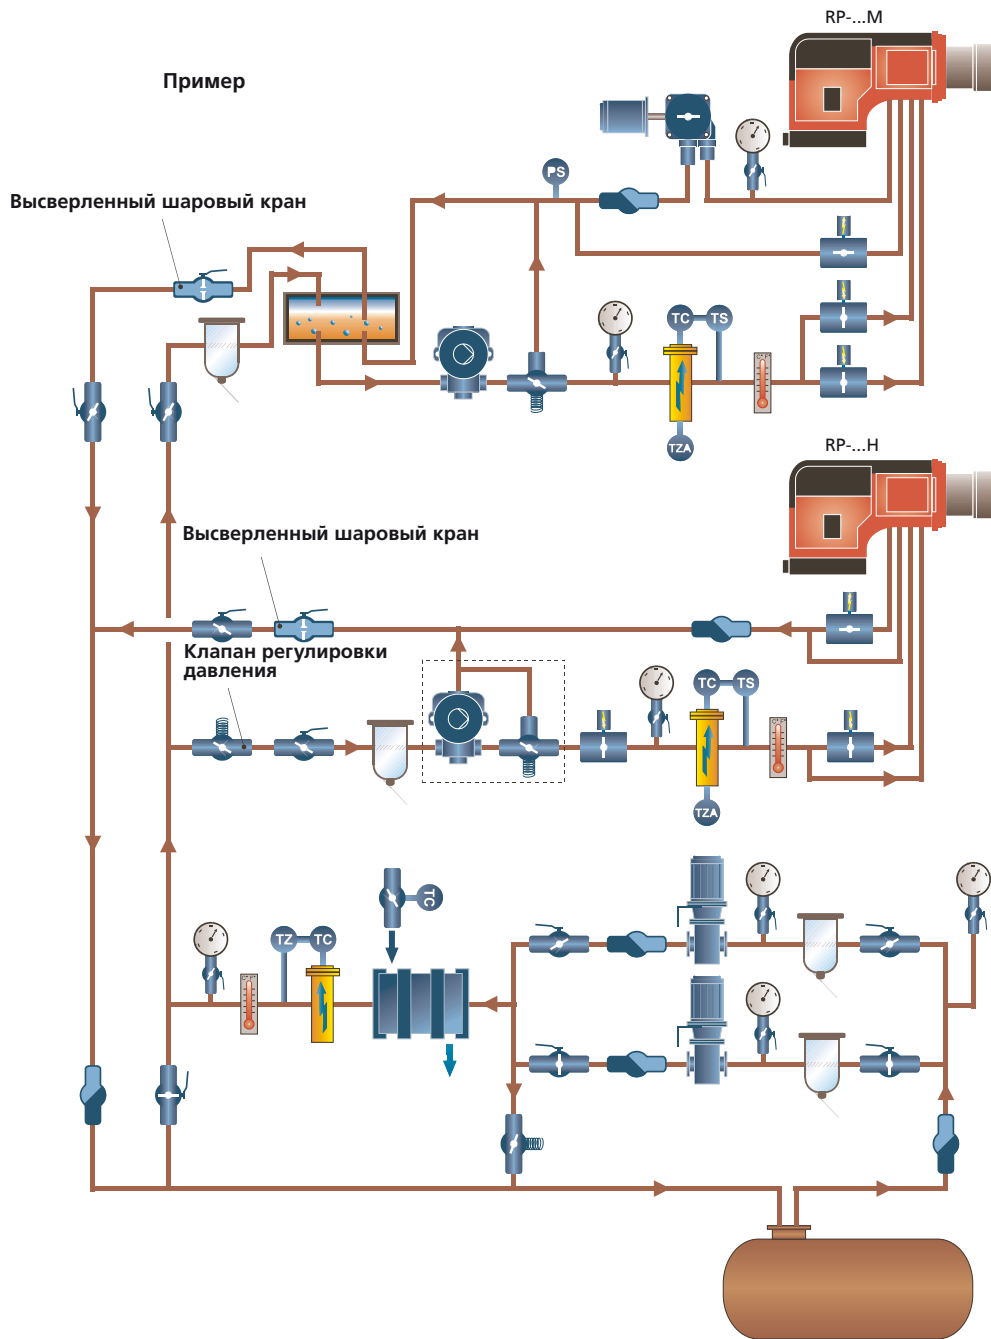 RP-...M
Пример
PS
Высверленный шаровый кран
TC
TS
TZA
RP-...H
Высверленный шаровый кран
Клапан регулировки
давления
TC
TS
TZA
TC
TZ
TC